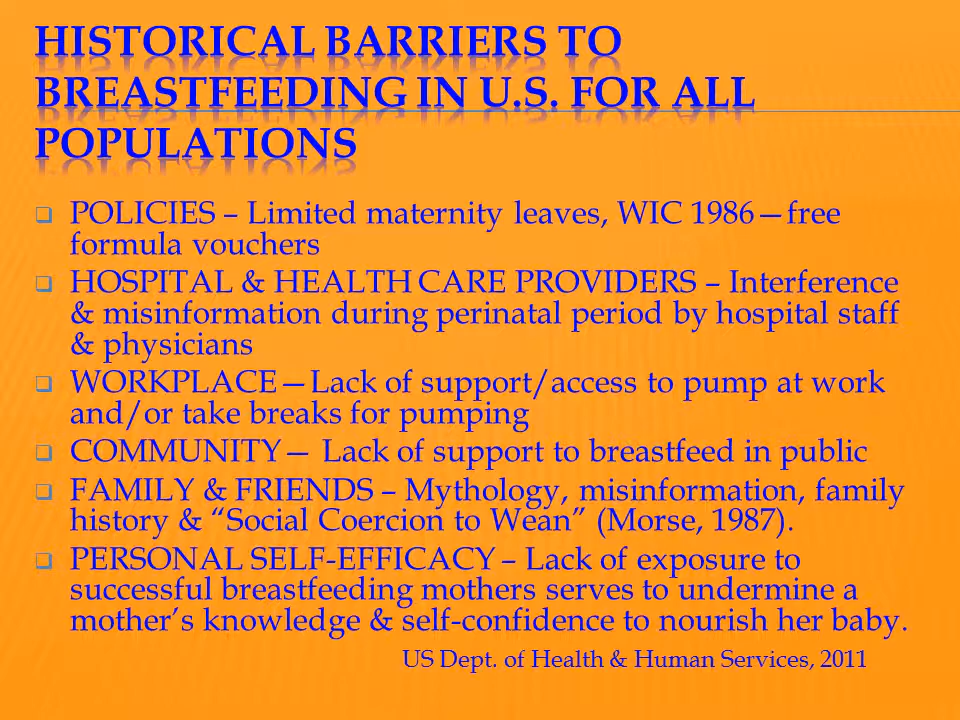 HISTORICAL BARRIERS TO
BREASTFEEDING IN U.S. FOR ALL
POPULATIONS
POLICIES – Limited maternity leaves, WIC 1986—free
formula vouchers
HOSPITAL & HEALTH CARE PROVIDERS – Interference
& misinformation during perinatal period by hospital staff
& physicians
WORKPLACE—Lack of support/access to pump at work
and/or take breaks for pumping
COMMUNITY— Lack of support to breastfeed in public
FAMILY & FRIENDS – Mythology, misinformation, family
history & “Social Coercion to Wean” (Morse, 1987).
PERSONAL SELF-EFFICACY – Lack of exposure to
successful breastfeeding mothers serves to undermine a
mother’s knowledge & self-confidence to nourish her baby.
US Dept. of Health & Human Services, 2011